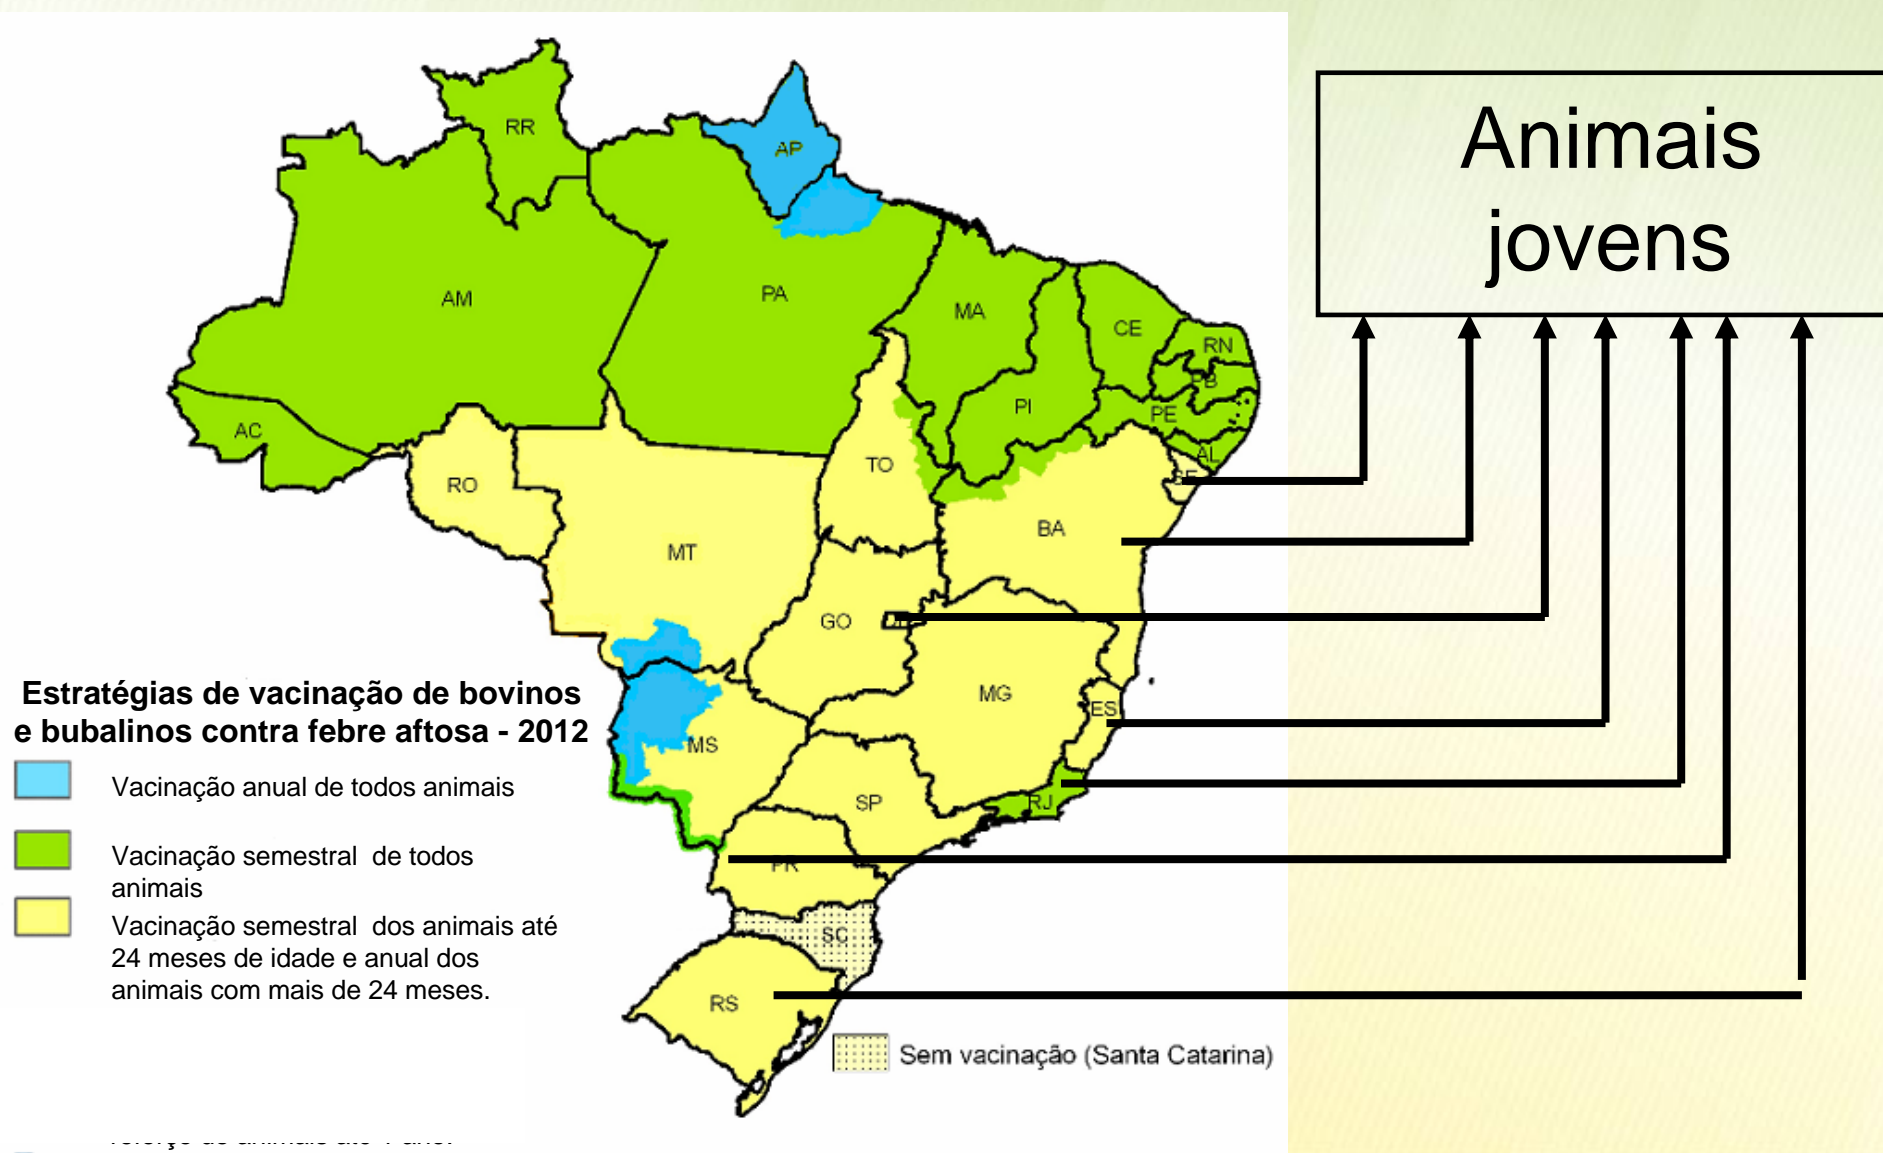 Animais
jovens
RR
AP
AM
PA
MA
CE
RN
PB
PE
PI
AL
AC
SE
TO
RO
BA
MT
GO
DF
MG
ES
MS
SP
RJ
PR
SC
RS
Estratégias de vacinação de bovinos
e bubalinos contra febre aftosa - 2012
Vacinação anual de todos animais
Vacinação semestral de todos
animais
Vacinação semestral dos animais até
24 meses de idade e anual dos
animais com mais de 24 meses.
Sem vacinação (Santa Catarina)